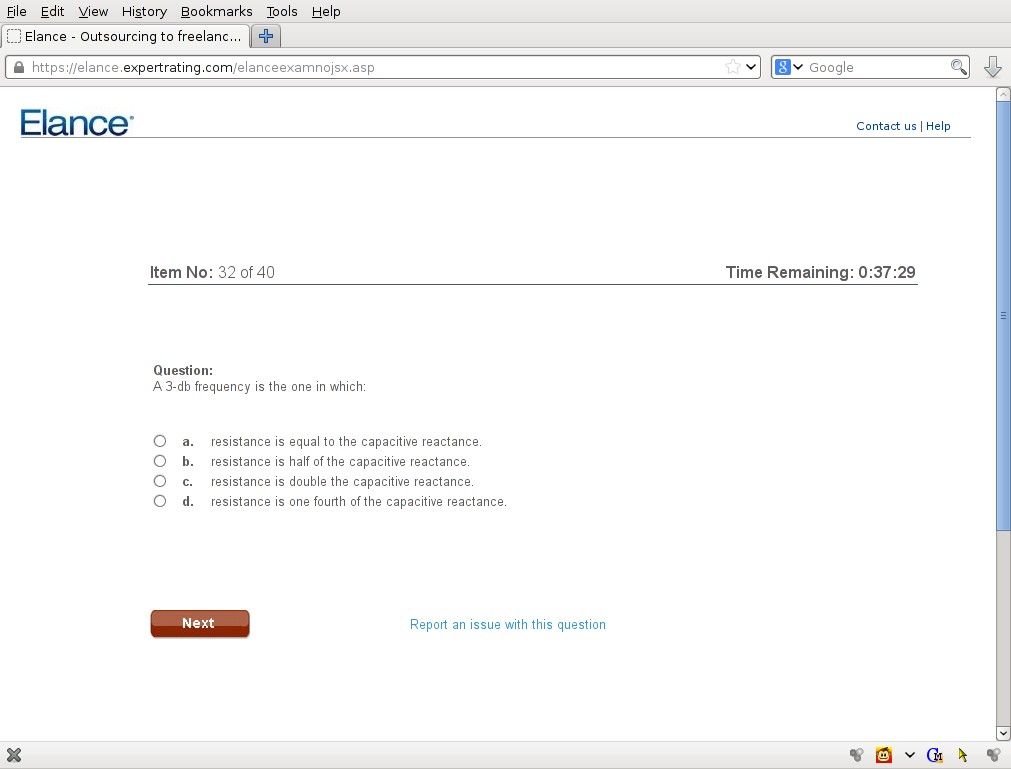 File Edit View History Bookmarks Tools Help
Elance - Outsourcing to freelanc...
https://elance.expertrating.com/elanceexamnojsx.asp
8 Google
Elance
Contact us | Help
Item No: 32 of 40
Time Remaining: 0:37:29
Question:
A 3-db frequency is the one in which:
a. resistance is equal to the capacitive reactance.
b. resistance is half of the capacitive reactance.
c. resistance is double the capacitive reactance.
d. resistance is one fourth of the capacitive reactance.
Next
Report an issue with this question